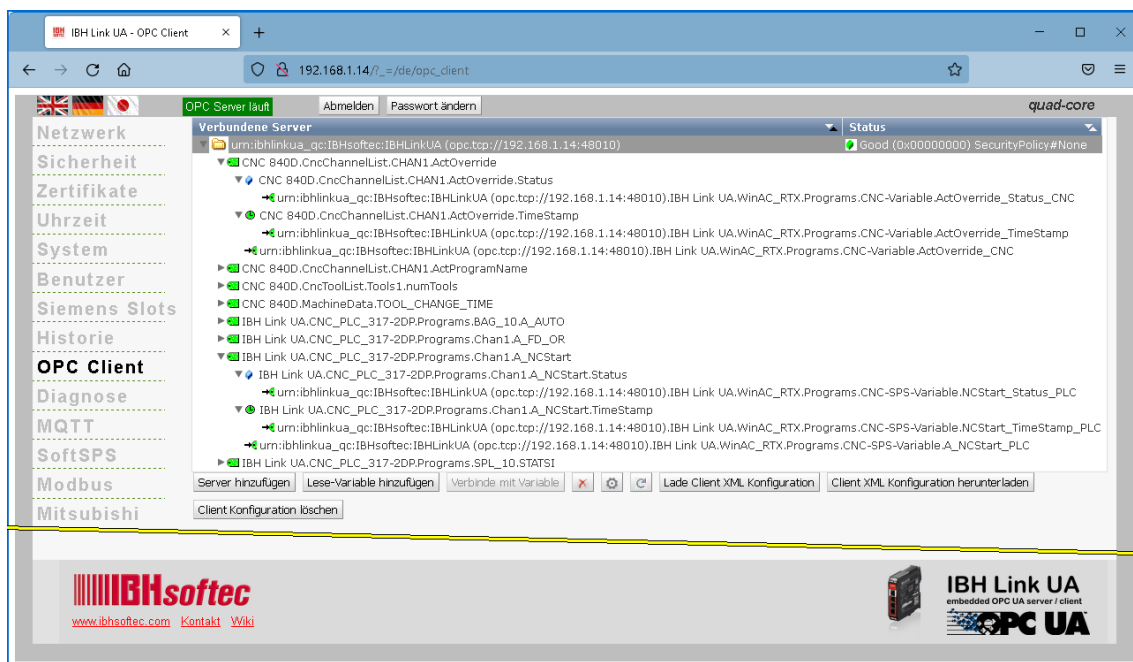 IBH Link UA - OPC Client
192.168.1.14/?_=/de/opc_client
OPC Server läuft Abmelden Passwort ändern quad-core
Netzwerk
Sicherheit
Zertifikate
Uhrzeit
System
Benutzer
Siemens Slots
Historie
OPC Client
Diagnose
MQTT
SoftSPS
Modbus
Mitsubishi
Verbundene Server Status
urn:ibhlinkua_qc:IBHsoftec:IBHLinkUA (opc.tcp://192.168.1.14:48010) Good (0x00000000) SecurityPolicy#None
CNC 840D.CncChannelList.CHAN1.ActOverride
CNC 840D.CncChannelList.CHAN1.ActOverride.Status
urn:ibhlinkua_qc:IBHsoftec:IBHLinkUA (opc.tcp://192.168.1.14:48010).IBH Link UA.WinAC_RTX.Programs.CNC-Variable.ActOverride_Status_CNC
CNC 840D.CncChannelList.CHAN1.ActOverride.TimeStamp
urn:ibhlinkua_qc:IBHsoftec:IBHLinkUA (opc.tcp://192.168.1.14:48010).IBH Link UA.WinAC_RTX.Programs.CNC-Variable.ActOverride_TimeStamp
urn:ibhlinkua_qc:IBHsoftec:IBHLinkUA (opc.tcp://192.168.1.14:48010).IBH Link UA.WinAC_RTX.Programs.CNC-Variable.ActOverride_CNC
CNC 840D.CncChannelList.CHAN1.ActProgramName
CNC 840D.CncToolList.Tools1.numTools
CNC 840D.MachineData.TOOL_CHANGE_TIME
IBH Link UA.CNC_PLC_317-2DP.Programs.BAG_10.A_AUTO
IBH Link UA.CNC_PLC_317-2DP.Programs.Chan1.A_FD_OR
IBH Link UA.CNC_PLC_317-2DP.Programs.Chan1.A_NCStart
IBH Link UA.CNC_PLC_317-2DP.Programs.Chan1.A_NCStart.Status
urn:ibhlinkua_qc:IBHsoftec:IBHLinkUA (opc.tcp://192.168.1.14:48010).IBH Link UA.WinAC_RTX.Programs.CNC-SPS-Variable.NCStart_Status_PLC
IBH Link UA.CNC_PLC_317-2DP.Programs.Chan1.A_NCStart.TimeStamp
urn:ibhlinkua_qc:IBHsoftec:IBHLinkUA (opc.tcp://192.168.1.14:48010).IBH Link UA.WinAC_RTX.Programs.CNC-SPS-Variable.NCStart_TimeStamp_PLC
urn:ibhlinkua_qc:IBHsoftec:IBHLinkUA (opc.tcp://192.168.1.14:48010).IBH Link UA.WinAC_RTX.Programs.CNC-SPS-Variable.A_NCStart_PLC
IBH Link UA.CNC_PLC_317-2DP.Programs.SPL_10.STATSI
Server hinzufügen Lese-Variable hinzufügen Verbinde mit Variable Lade Client XML Konfiguration Client XML Konfiguration herunterladen
Client Konfiguration löschen
IBHsoftec
www.ibhsoftec.com Kontakt Wiki
IBH Link UA
embedded OPC UA server / client
OPC UA